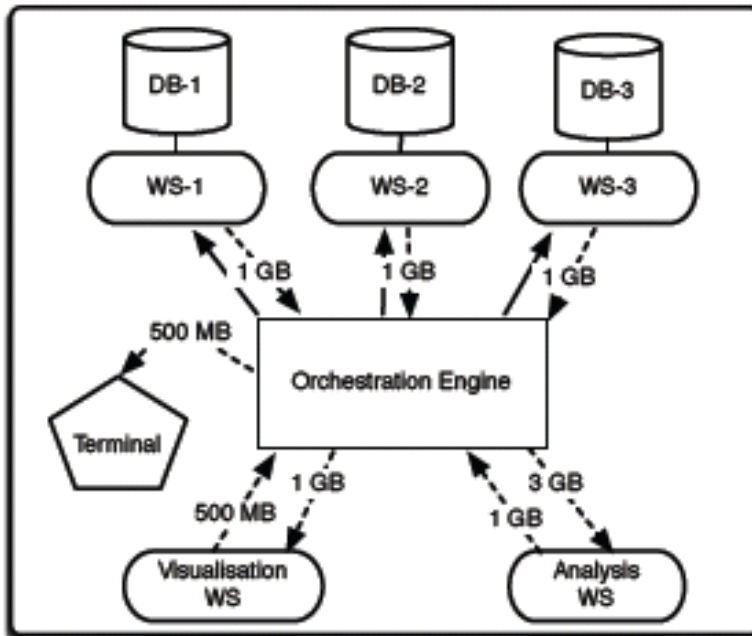 DB-1
DB-2
DB-3
WS-1
WS-2
WS-3
1 GB
1 GB
1 GB
500 MB
Orchestration Engine
Terminal
1 GB
3 GB
500 MB
1 GB
Visualisation
WS
Analysis
WS